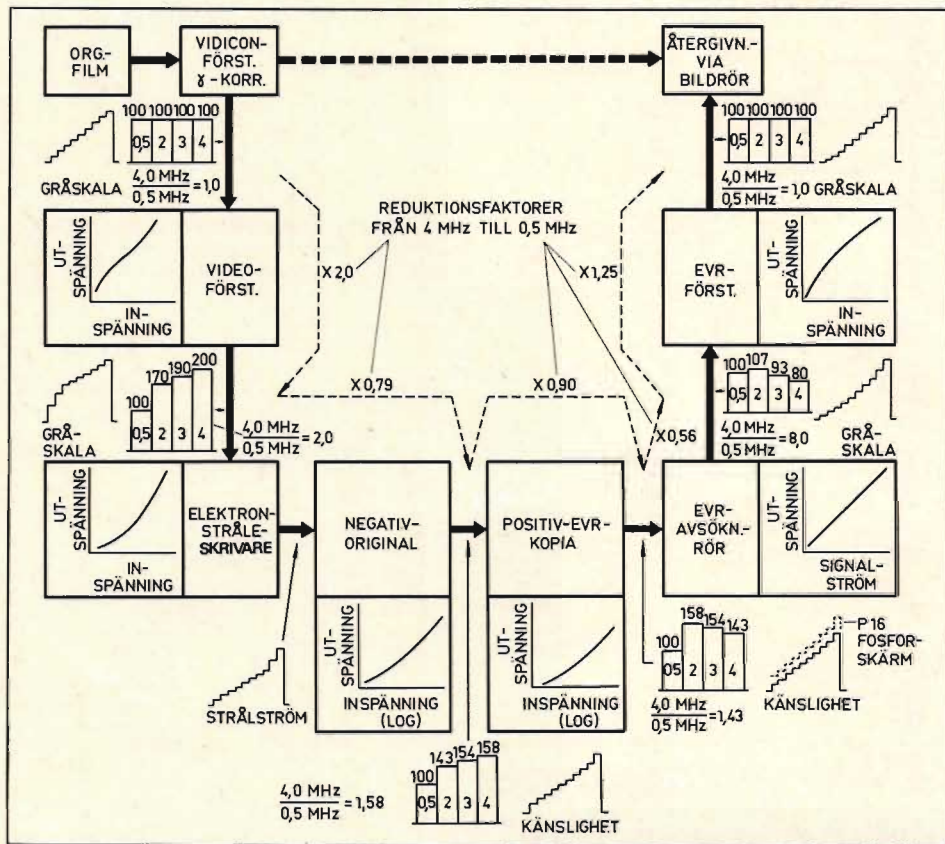 ORG.-
FILM
VIDICON-
FÖRST.
γ-KORR.
ÅTERGIVN.-
VIA
BILDRÖR
100 100 100 100
0,5 2 3 4
GRÅSKALA
4,0 MHz
0,5 MHz =1,0
100 100 100 100
0,5 2 3 4
4,0 MHz
0,5 MHz =1,0 GRÅSKALA
REDUKTIONSFAKTORER
FRÅN 4 MHz TILL 0,5 MHz
X 2,0
X 1,25
X 0,79
X 0,90
X 0,56
UT-
SPÄNNING
IN-
SPÄNNING
VIDEO-
FÖRST.
EVR-
FÖRST.
UT-
SPÄNNING
IN-
SPÄNNING
GRÅ-
SKALA
100 170 190 200
0,5 2 3 4
4,0 MHz
0,5 MHz =2,0
100 107 93 80
0,5 2 3 4
4,0 MHz
0,5 MHz =8,0
GRÅ-
SKALA
UT-
SPÄNNING
IN-
SPÄNNING
ELEKTRON-
STRÅLE-
SKRIVARE
NEGATIV-
ORIGINAL
POSITIV-EVR-
KOPIA
EVR-
AVSÖKN.-
RÖR
UT-
SPÄNNING
SIGNAL-
STRÖM
UT-
SPÄNNING
INSPÄNNING
(LOG)
UT-
SPÄNNING
INSPÄNNING
(LOG)
STRÅLSTRÖM
100 158 154 143
05 2 3 4
4,0 MHz
0,5 MHz =1,43
P 16
FOSFOR-
SKÄRM
KÄNSLIGHET
4,0 MHz
0,5 MHz =1,58
100 143 154 158
0,5 2 3 4
KÄNSLIGHET